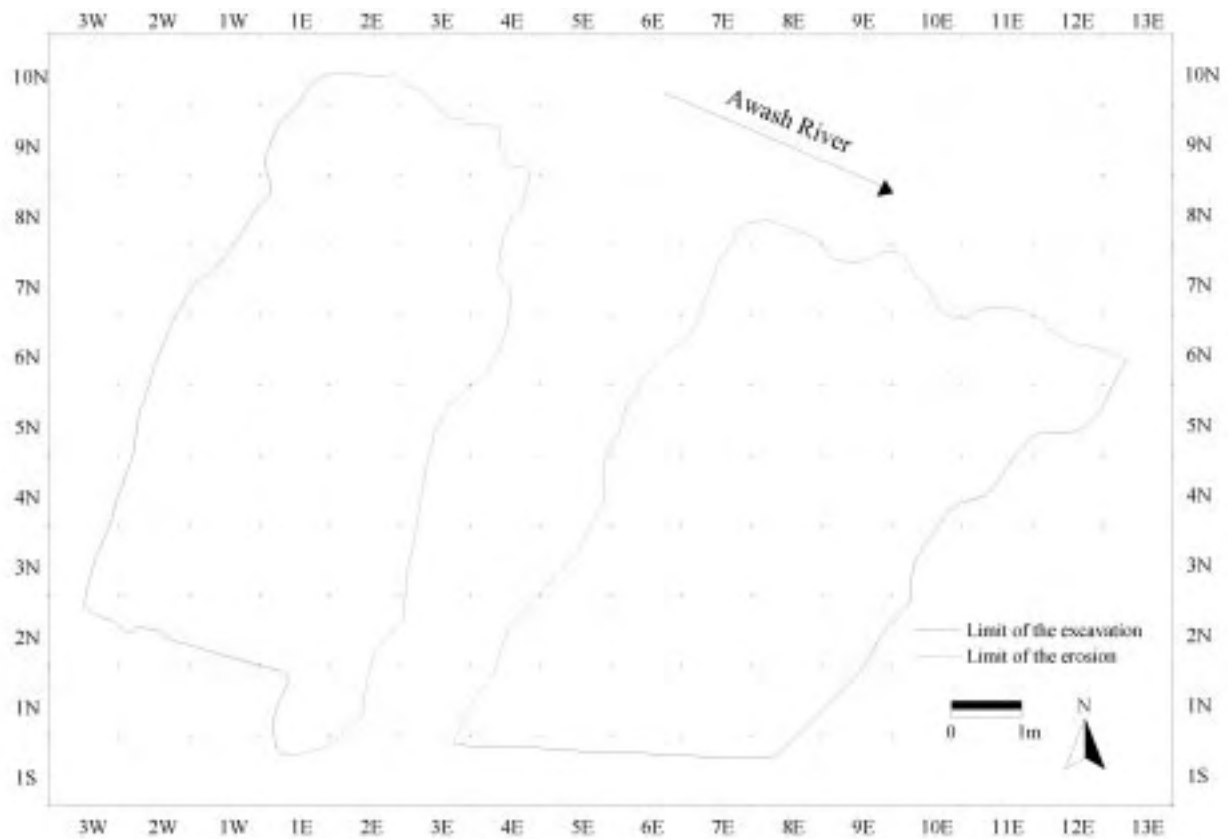 3W 2W 1W 1E 2E 3E 4E 5E 6E 7E 8E 9E 10E 11E 12E 13E
10N 10N
Awash River
9N 9N
8N 8N
7N 7N
6N 6N
5N 5N
4N 4N
3N 3N
2N 2N
Limit of the excavation
Limit of the erosion
1N 1N
N
0 1m
1S 1S
3W 2W 1W 1E 2E 3E 4E 5E 6E 7E 8E 9E 10E 11E 12E 13E